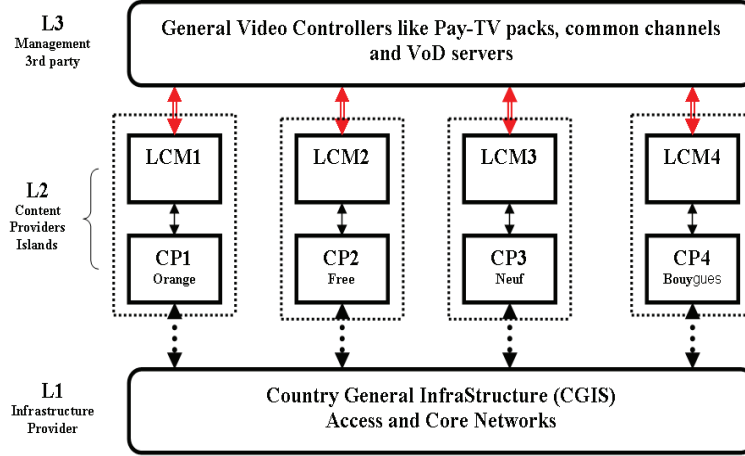 L3
Management
3rd party
General Video Controllers like Pay-TV packs, common channels
and VoD servers
LCM1
LCM2
LCM3
LCM4
L2
Content
Providers
Islands
CP1
Orange
CP2
Free
CP3
Neuf
CP4
Bouygues
L1
Infrastructure
Provider
Country General InfraStructure (CGIS)
Access and Core Networks